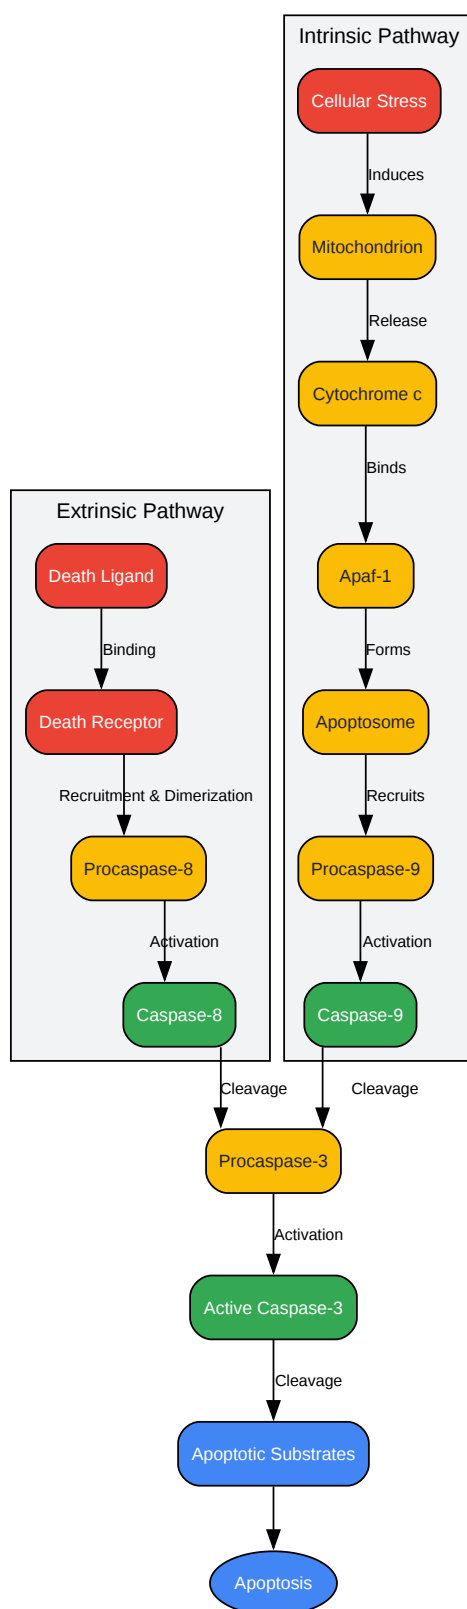 Intrinsic Pathway
Cellular Stress
Induces
Mitochondrion
Release
Cytochrome c
Binds
Apaf-1
Forms
Apoptosome
Recruits
Procaspase-9
Activation
Caspase-9
Cleavage
Extrinsic Pathway
Death Ligand
Binding
Death Receptor
Recruitment & Dimerization
Procaspase-8
Activation
Caspase-8
Cleavage
Procaspase-3
Activation
Active Caspase-3
Cleavage
Apoptotic Substrates
Apoptosis